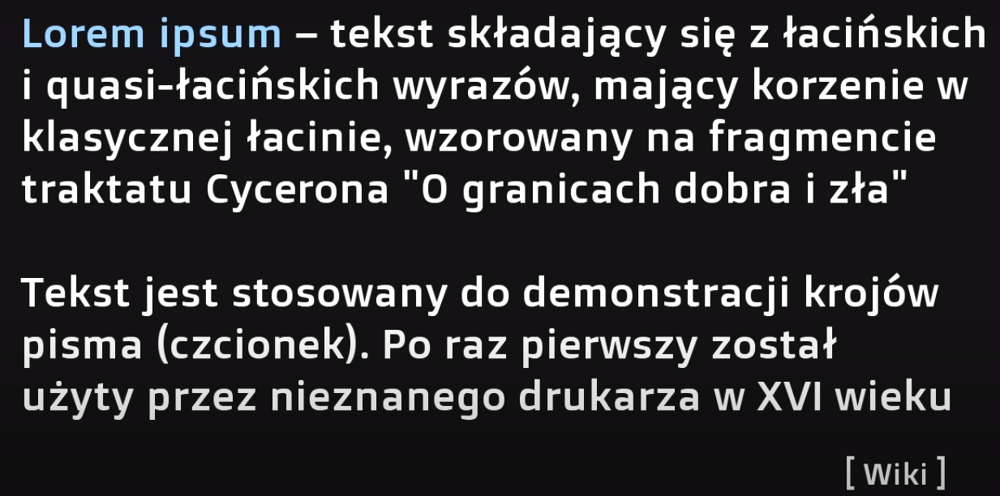 Lorem ipsum – tekst składający się z łacińskich
i quasi-łacińskich wyrazów, mający korzenie w
klasycznej łacinie, wzorowany na fragmencie
traktatu Cycerona "O granicach dobra i zła"
Tekst jest stosowany do demonstracji krojów
pisma (czcionek). Po raz pierwszy został
użyty przez nieznanego drukarza w XVI wieku
[ Wiki ]